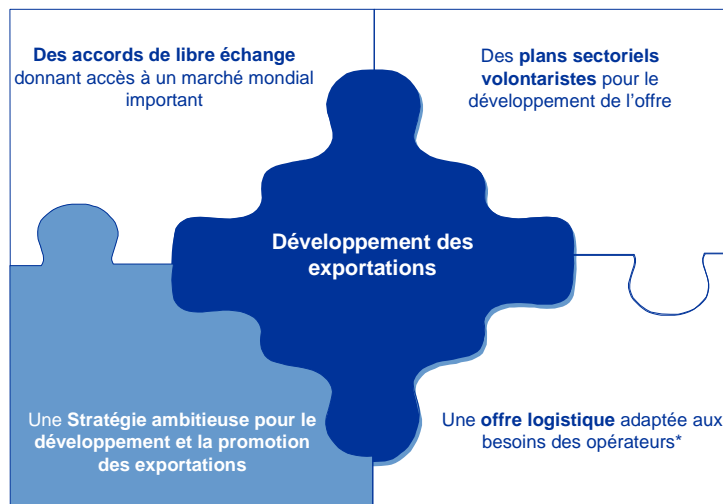 Des accords de libre échange
donnant accès à un marché mondial
important
Des plans sectoriels
volontaristes pour le
développement de l'offre
Développement des
exportations
Une Stratégie ambitieuse pour le
développement et la promotion
des exportations
Une offre logistique adaptée aux
besoins des opérateurs*